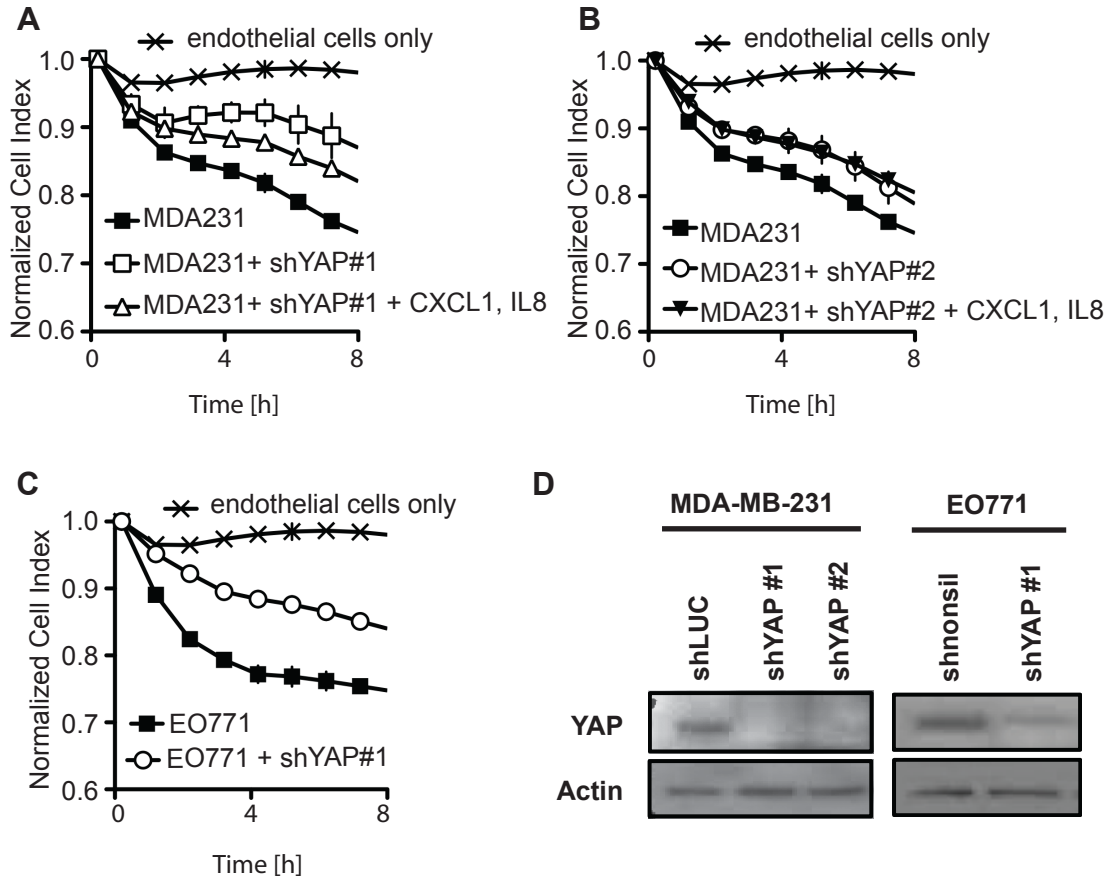 A
endothelial cells only
Normalized Cell Index
1.0
0.9
0.8
0.7
0.6
MDA231
MDA231+ shYAP#1
MDA231+ shYAP#1 + CXCL1, IL8
0
4
8
Time [h]
B
endothelial cells only
Normalized Cell Index
1.0
0.9
0.8
0.7
0.6
MDA231
MDA231+ shYAP#2
MDA231+ shYAP#2 + CXCL1, IL8
0
4
8
Time [h]
C
endothelial cells only
Normalized Cell Index
1.0
0.9
0.8
0.7
0.6
EO771
EO771 + shYAP#1
0
4
8
Time [h]
D
MDA-MB-231
EO771
shLUC
shYAP #1
shYAP #2
shnonsil
shYAP #1
YAP
Actin